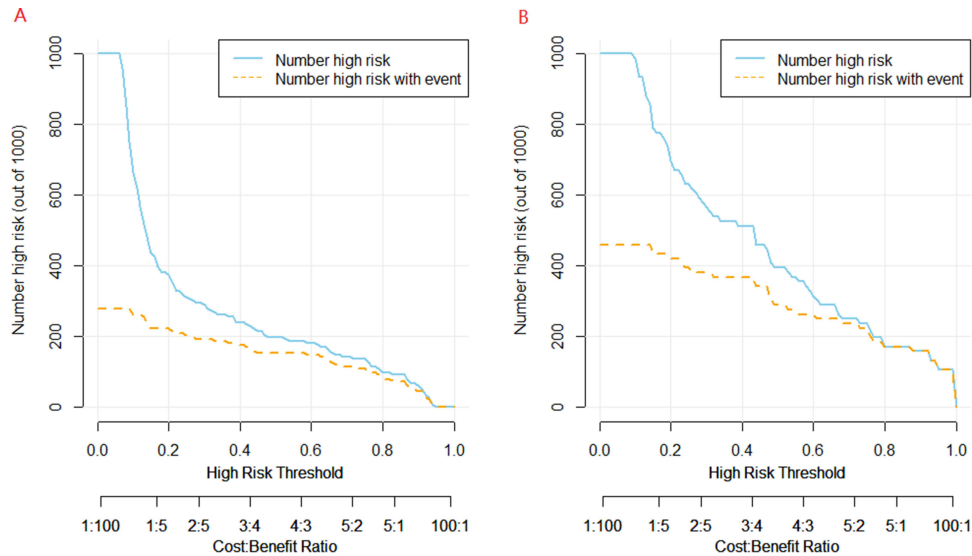 A
Number high risk
Number high risk with event
Number high risk (out of 1000)
1000
800
600
400
200
0
0.0 0.2 0.4 0.6 0.8 1.0
High Risk Threshold
1:100 1:5 2:5 3:4 4:3 5:2 5:1 100:1
Cost:Benefit Ratio
B
Number high risk
Number high risk with event
Number high risk (out of 1000)
1000
800
600
400
200
0
0.0 0.2 0.4 0.6 0.8 1.0
High Risk Threshold
1:100 1:5 2:5 3:4 4:3 5:2 5:1 100:1
Cost:Benefit Ratio